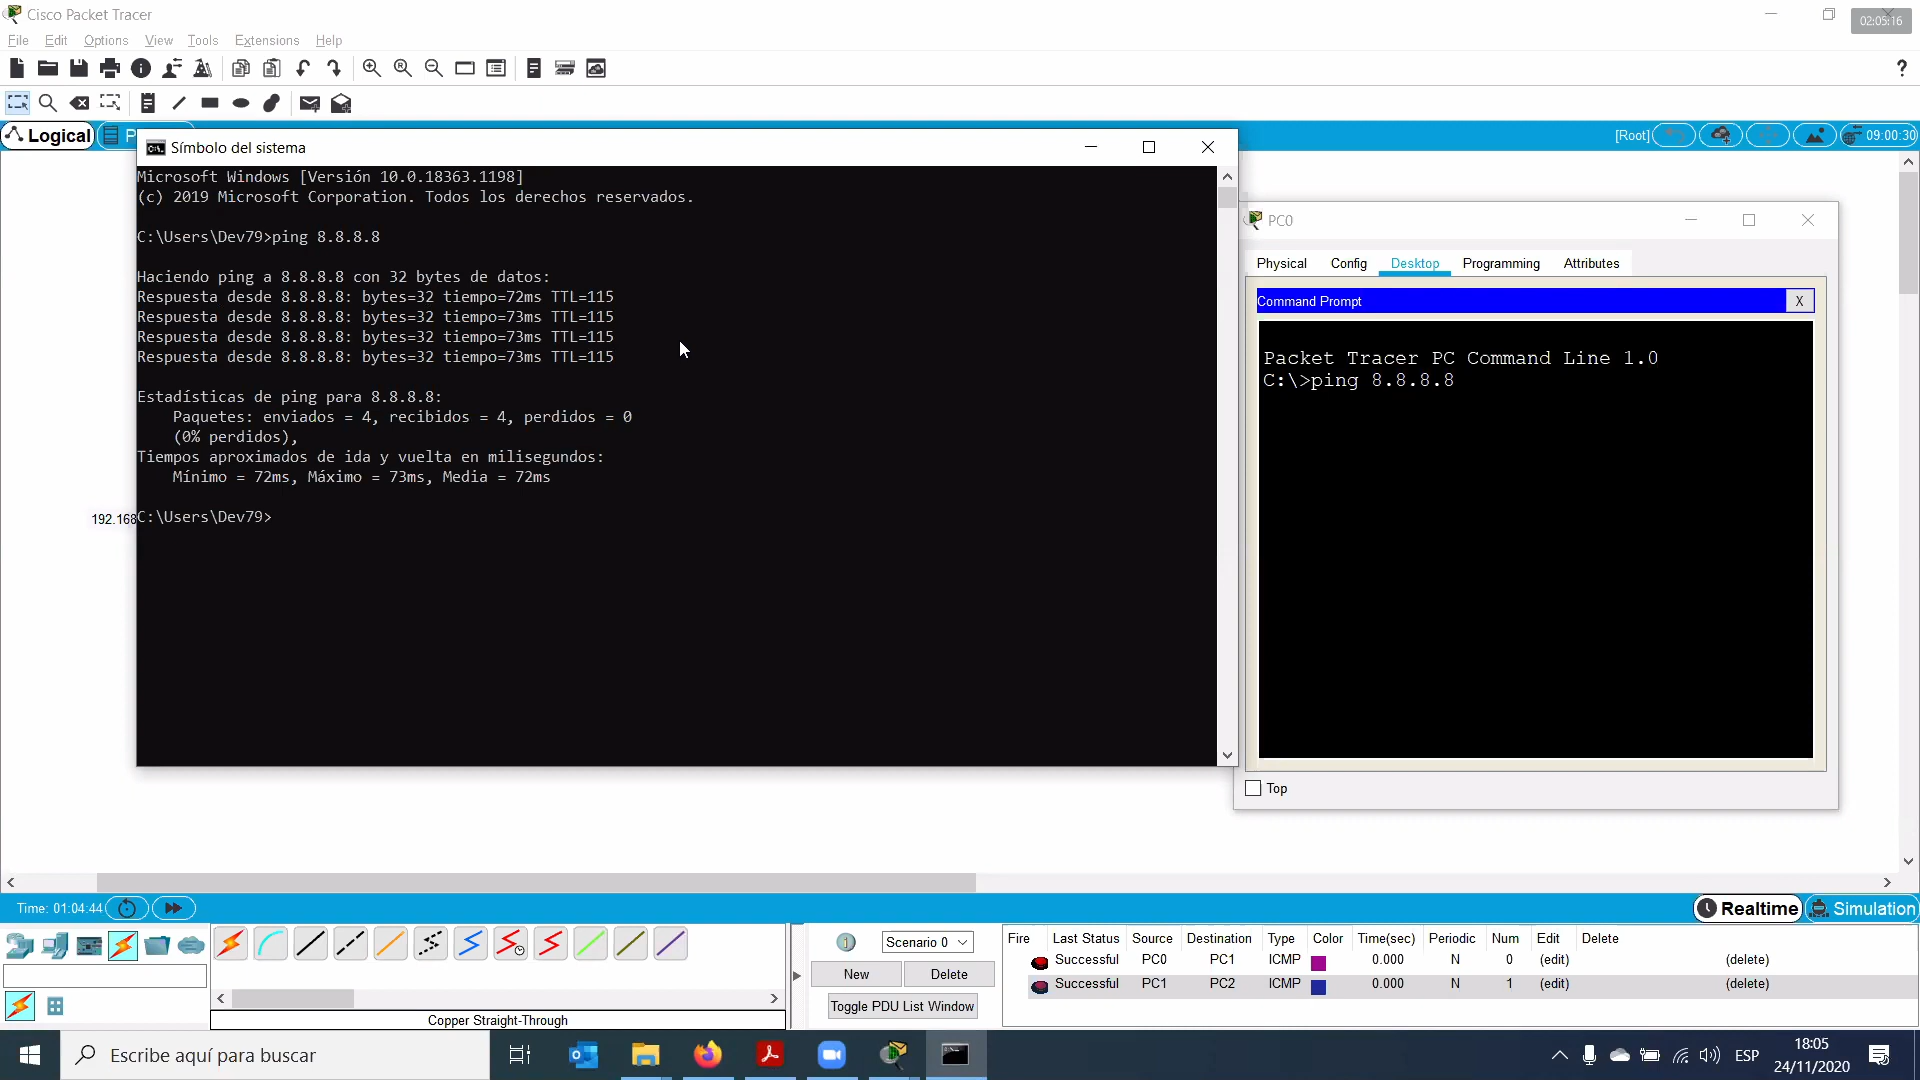 Cisco Packet Tracer
02:05:16
File Edit Options View Tools Extensions Help
Logical P
[Root] 09:00:30
Símbolo del sistema
Microsoft Windows [Versión 10.0.18363.1198]
(c) 2019 Microsoft Corporation. Todos los derechos reservados.
C:\Users\Dev79>ping 8.8.8.8
Haciendo ping a 8.8.8.8 con 32 bytes de datos:
Respuesta desde 8.8.8.8: bytes=32 tiempo=72ms TTL=115
Respuesta desde 8.8.8.8: bytes=32 tiempo=73ms TTL=115
Respuesta desde 8.8.8.8: bytes=32 tiempo=73ms TTL=115
Respuesta desde 8.8.8.8: bytes=32 tiempo=73ms TTL=115
Estadísticas de ping para 8.8.8.8:
Paquetes: enviados = 4, recibidos = 4, perdidos = 0
(0% perdidos),
Tiempos aproximados de ida y vuelta en milisegundos:
Mínimo = 72ms, Máximo = 73ms, Media = 72ms
192.168
C:\Users\Dev79>
PC0
Physical Config Desktop Programming Attributes
Command Prompt X
Packet Tracer PC Command Line 1.0
C:\>ping 8.8.8.8
Top
Time: 01:04:44
Realtime Simulation
Copper Straight-Through
Scenario 0
New Delete
Toggle PDU List Window
Fire Last Status Source Destination Type Color Time(sec) Periodic Num Edit Delete
Successful PC0 PC1 ICMP 0.000 N 0 (edit) (delete)
Successful PC1 PC2 ICMP 0.000 N 1 (edit) (delete)
Escribe aquí para buscar
ESP
18:05
24/11/2020